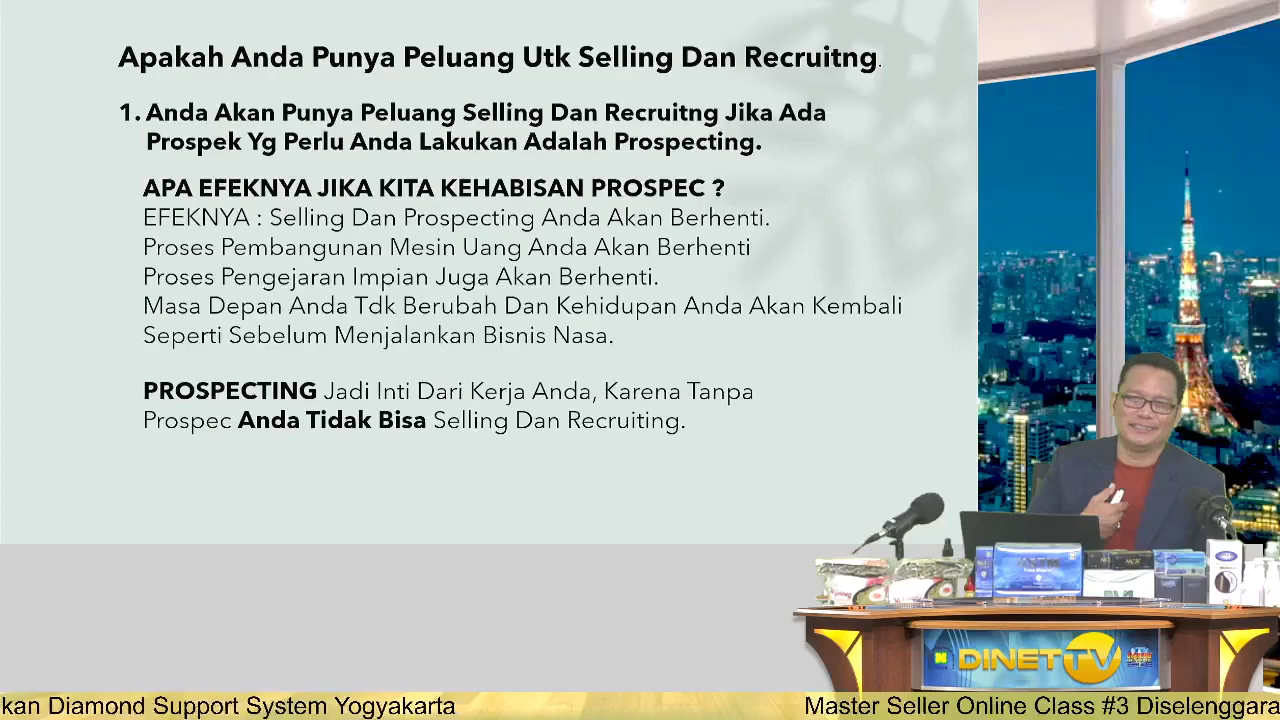 Apakah Anda Punya Peluang Utk Selling Dan Recruitng.
1. Anda Akan Punya Peluang Selling Dan Recruitng Jika Ada
Prospek Yg Perlu Anda Lakukan Adalah Prospecting.
APA EFEKNYA JIKA KITA KEHABISAN PROSPEC ?
EFEKNYA : Selling Dan Prospecting Anda Akan Berhenti.
Proses Pembangunan Mesin Uang Anda Akan Berhenti
Proses Pengejaran Impian Juga Akan Berhenti.
Masa Depan Anda Tdk Berubah Dan Kehidupan Anda Akan Kembali
Seperti Sebelum Menjalankan Bisnis Nasa.
PROSPECTING Jadi Inti Dari Kerja Anda, Karena Tanpa
Prospec Anda Tidak Bisa Selling Dan Recruiting.
DINET TV
kan Diamond Support System Yogyakarta
Master Seller Online Class #3 Diselenggara